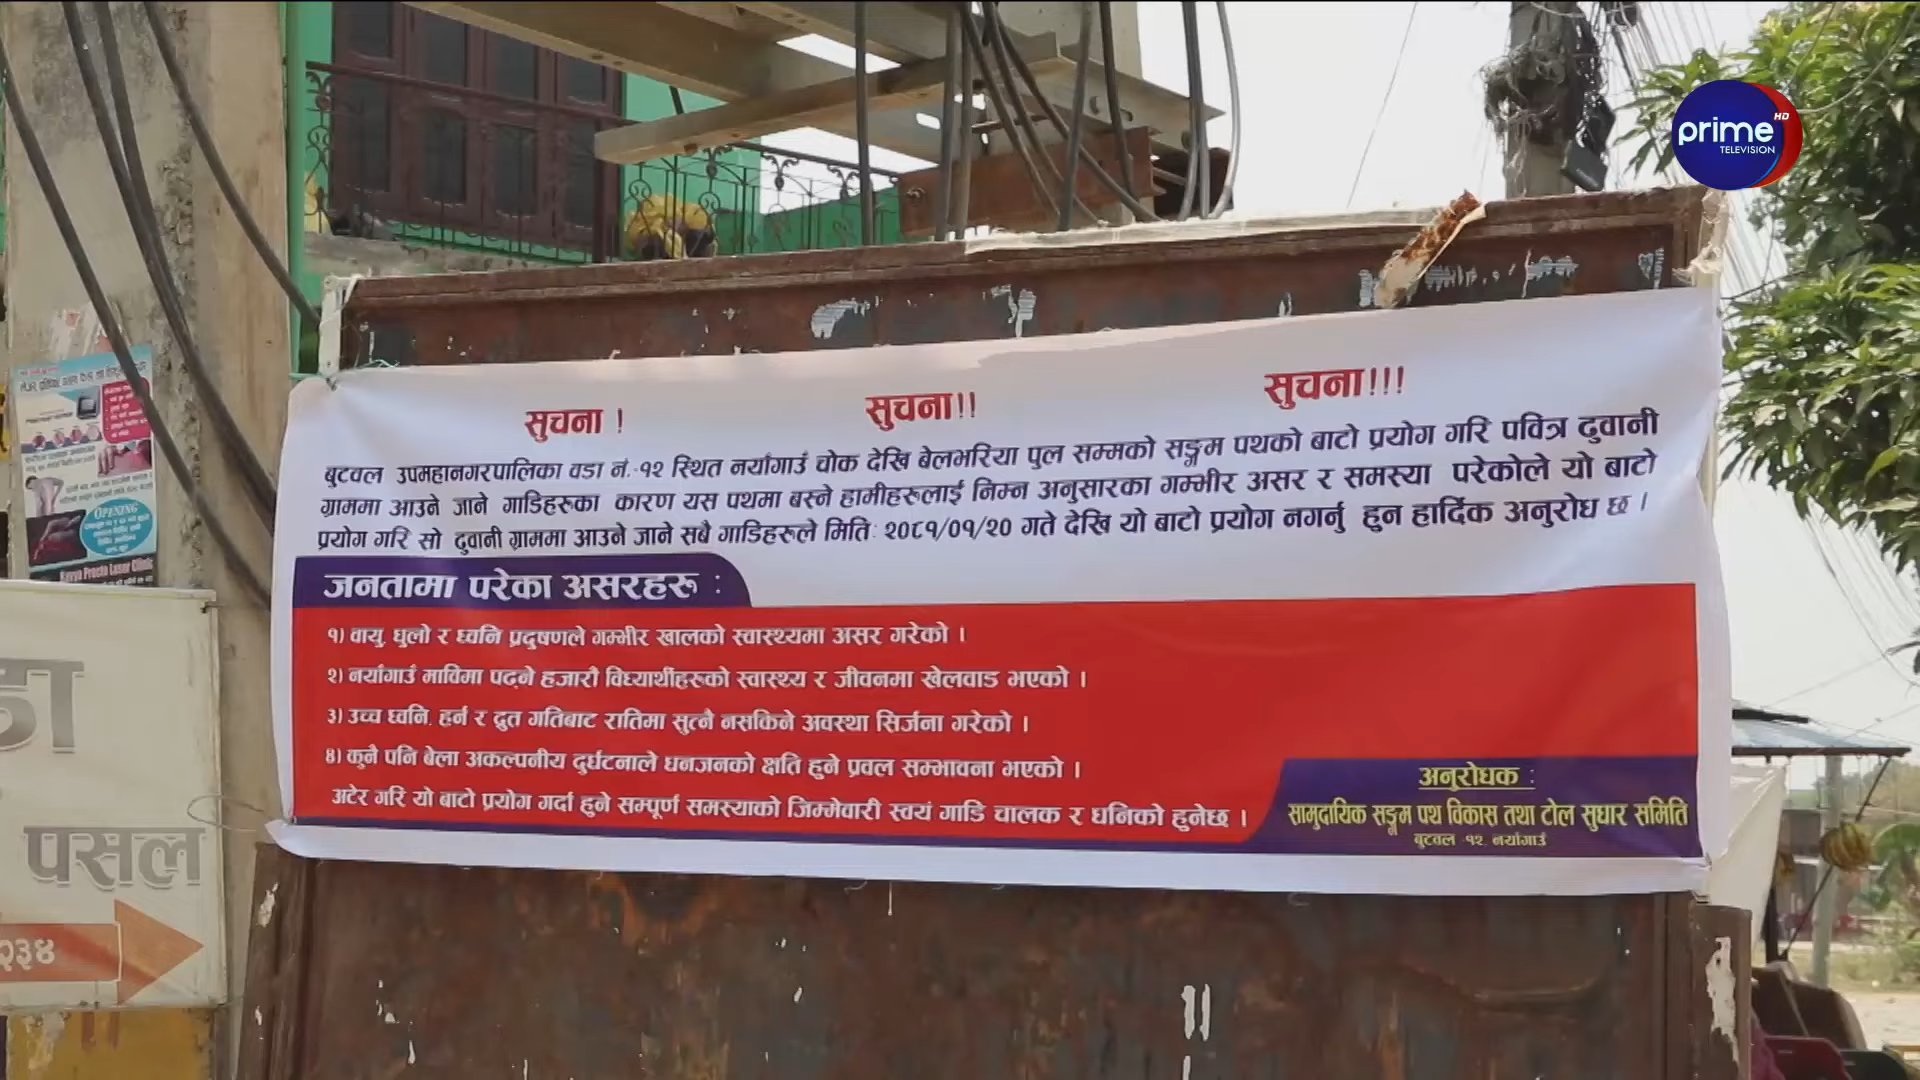 prime HD
TELEVISION
सुचना ! सुचना!! सुचना!!!
बुटवल उपमहानगरपालिका वडा नं.-१२ स्थित नयाँगाउँ चोक देखि बेलभरिया पुल सम्मको सङ्गम पथको बाटो प्रयोग गरि पवित्र ढुवानी
ग्राममा आउने जाने गाडिहरुका कारण यस पथमा बस्ने हामीहरुलाई निम्न अनुसारका गम्भीर असर र समस्या परेकोले यो बाटो
प्रयोग गरि सो ढुवानी ग्राममा आउने जाने सबै गाडिहरुले मिति: २०८१/०१/२० गते देखि यो बाटो प्रयोग नगर्नु हुन हार्दिक अनुरोध छ ।
जनतामा परेका असरहरु :
१) वायु, धुलो र ध्वनि प्रदुषणले गम्भीर खालको स्वास्थ्यमा असर गरेको ।
२) नयाँगाउँ माविमा पढ्ने हजारौं विध्यार्थीहरुको स्वास्थ्य र जीवनमा खेलवाड भएको ।
३) उच्च ध्वनि, हर्न र द्रुत गतिबाट रातिमा सुत्नै नसकिने अवस्था सिर्जना गरेको ।
४) कुनै पनि बेला अकल्पनीय दुर्घटनाले धनजनको क्षति हुने प्रवल सम्भावना भएको ।
अटेर गरि यो बाटो प्रयोग गर्दा हुने सम्पूर्ण समस्याको जिम्मेवारी स्वयं गाडि चालक र धनिको हुनेछ ।
अनुरोधक :
सामुदायिक सङ्गम पथ विकास तथा टोल सुधार समिति
बुटवल -१२, नयाँगाउँ
OPENING
Kavya Procto Laser Clinic
पसल
२३४